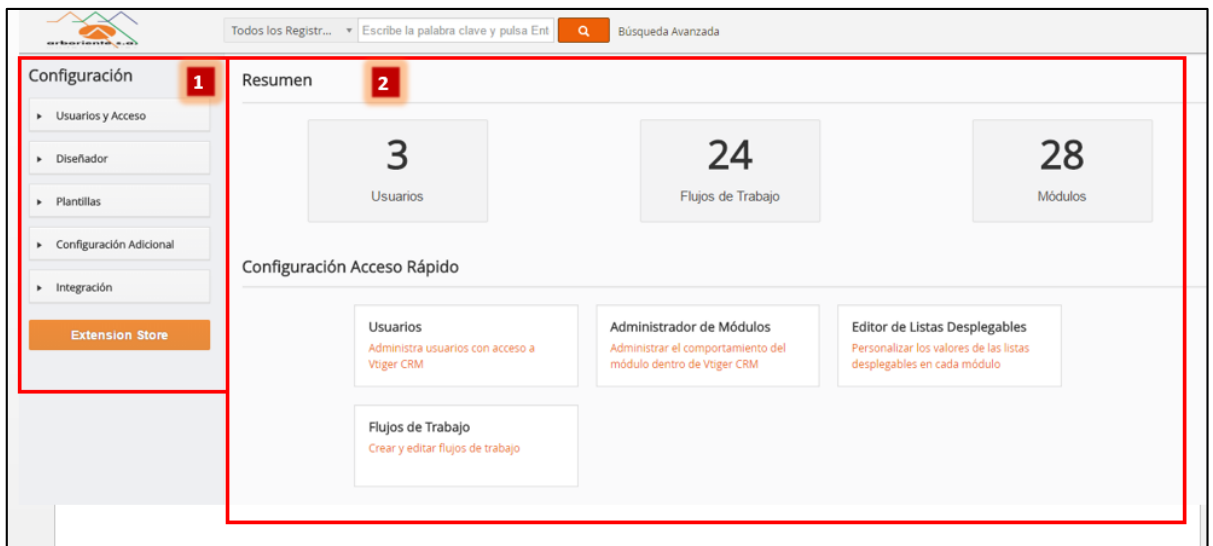 arboriente s.a.
Todos los Registr... Escribe la palabra clave y pulsa Ent Búsqueda Avanzada
Configuración
1
Usuarios y Acceso
Diseñador
Plantillas
Configuración Adicional
Integración
Extension Store
Resumen
2
3
Usuarios
24
Flujos de Trabajo
28
Módulos
Configuración Acceso Rápido
Usuarios
Administra usuarios con acceso a
Vtiger CRM
Administrador de Módulos
Administrar el comportamiento del
módulo dentro de Vtiger CRM
Editor de Listas Desplegables
Personalizar los valores de las listas
desplegables en cada módulo
Flujos de Trabajo
Crear y editar flujos de trabajo